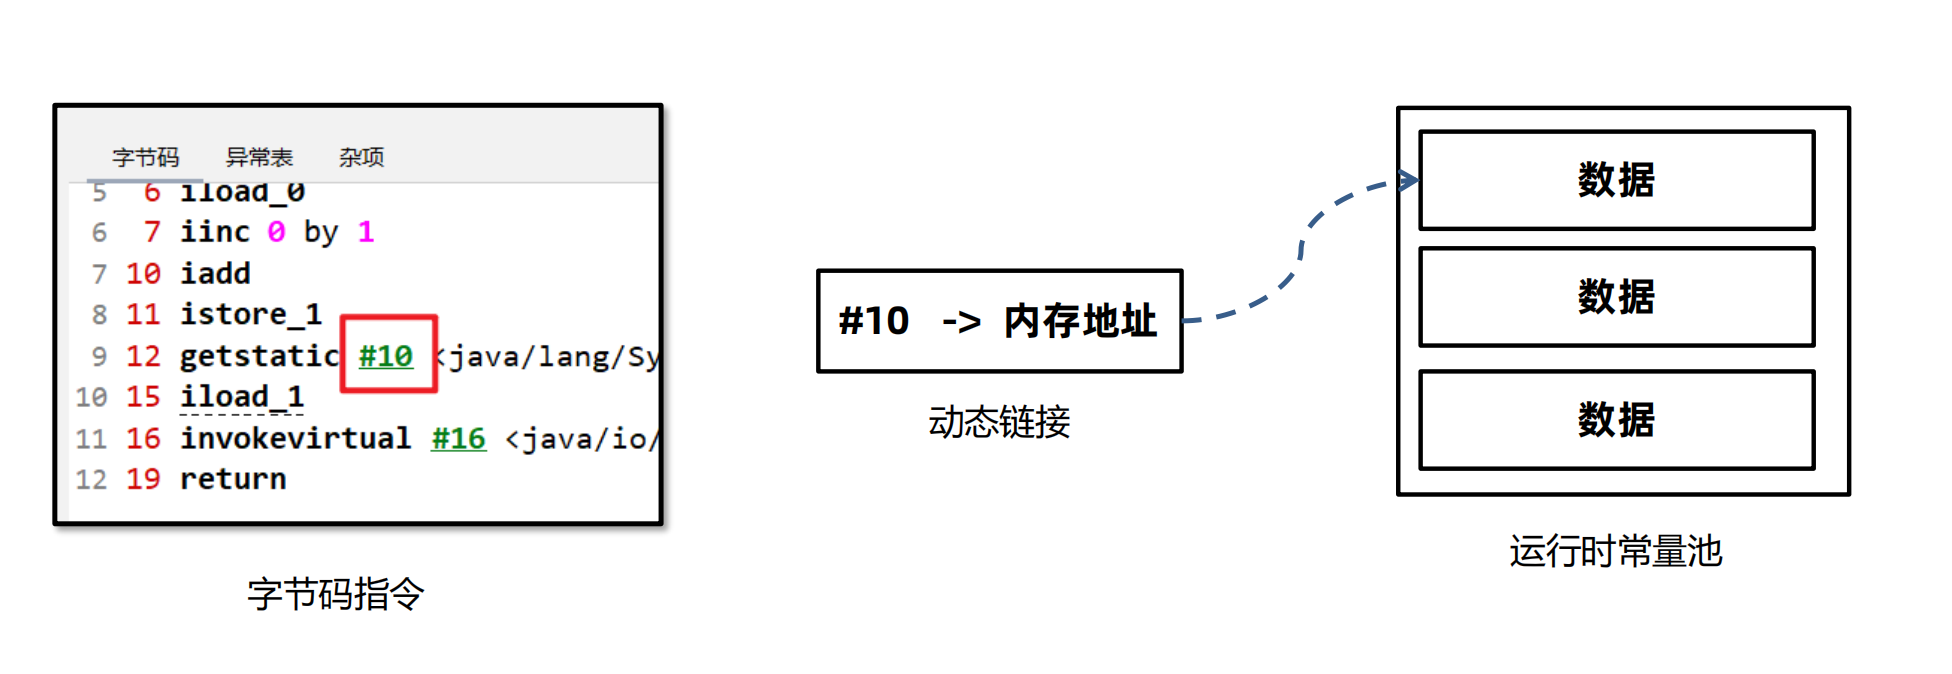 字节码 异常表 杂项
5 6 iload_0
6 7 iinc 0 by 1
7 10 iadd
8 11 istore_1
9 12 getstatic #10 <java/lang/Sy
10 15 iload_1
11 16 invokevirtual #16 <java/io/
12 19 return
字节码指令
#10 -> 内存地址
动态链接
数据
数据
数据
运行时常量池